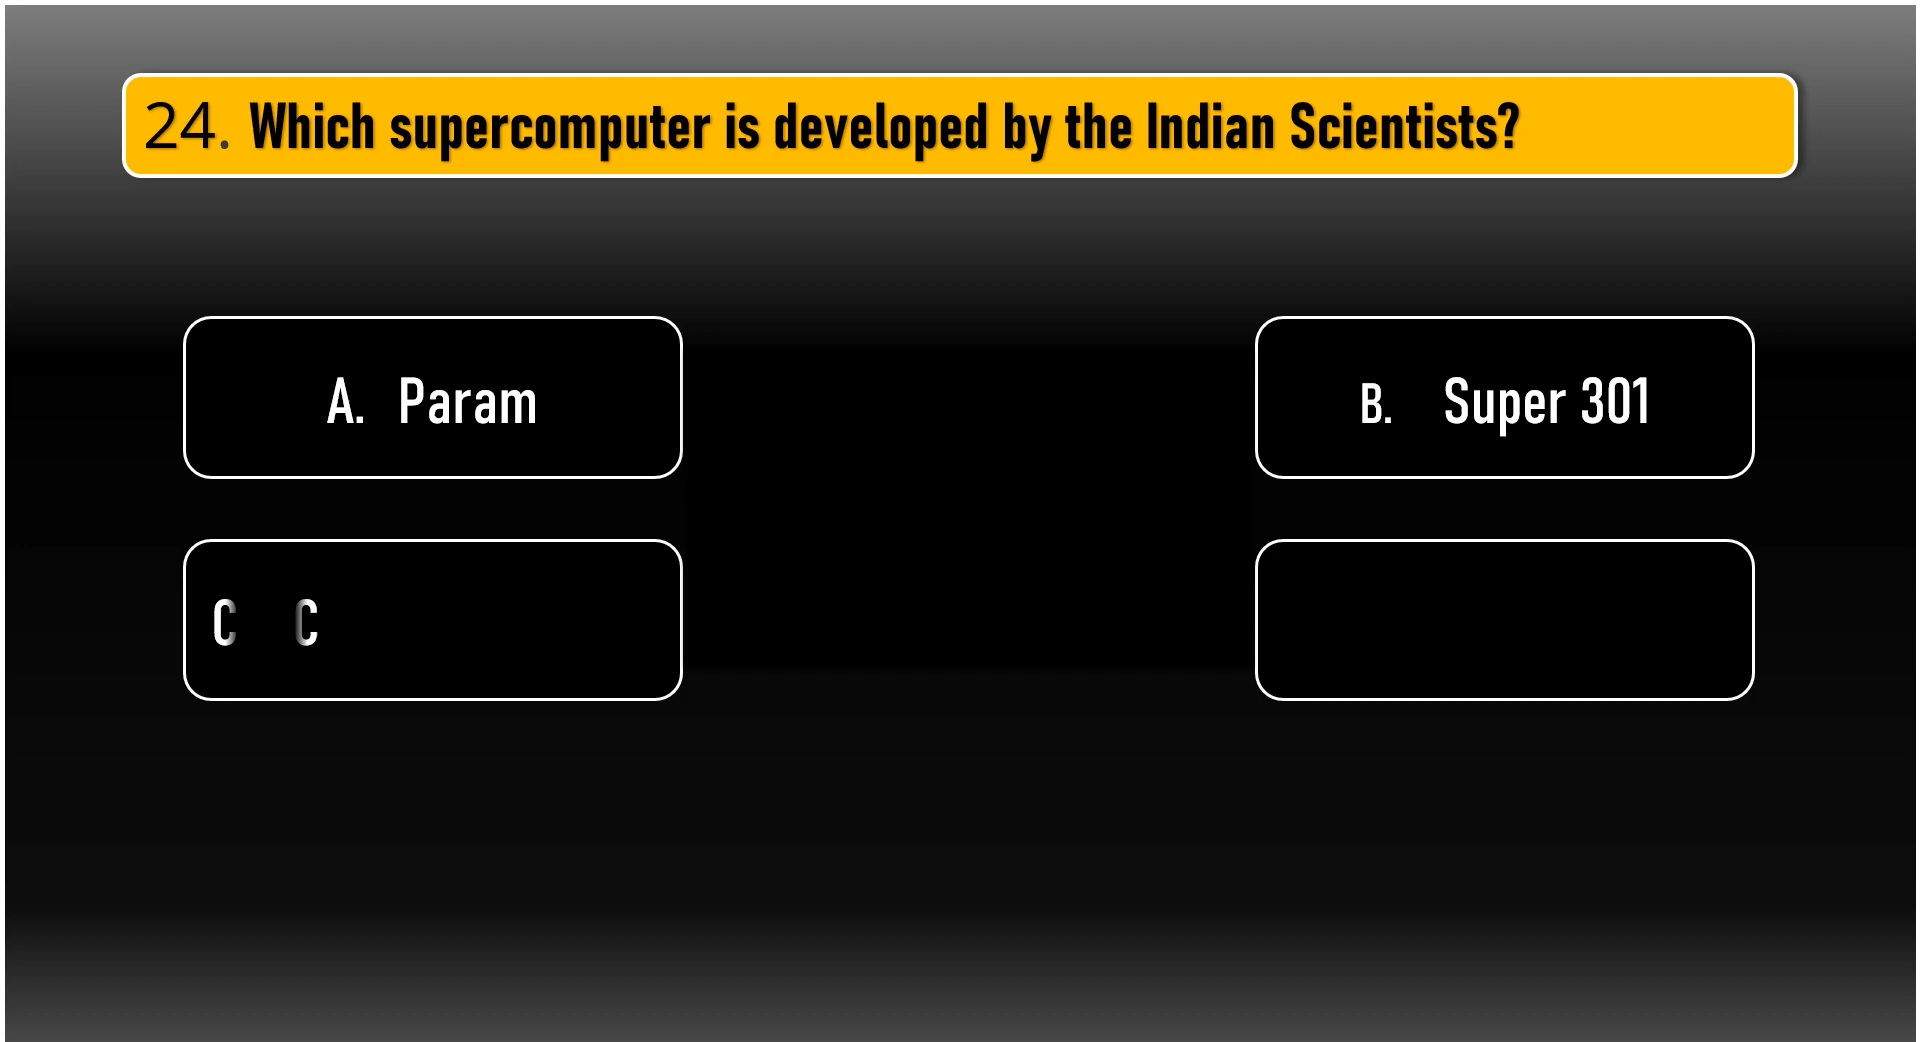 24. Which supercomputer is developed by the Indian Scientists?
A. Param
B. Super 301
C C